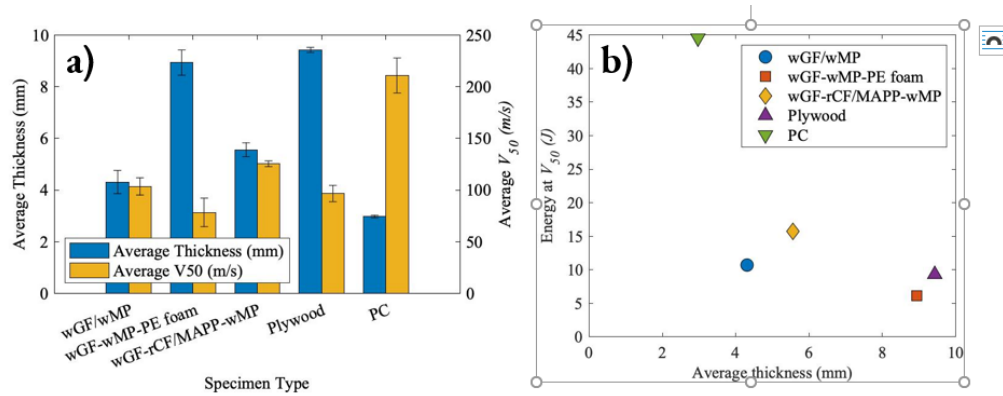 a)
10
8
6
4
2
0
Average Thickness (mm)
250
200
150
100
50
0
Average V50 (m/s)
Average Thickness (mm)
Average V50 (m/s)
wGF/wMP
wGF-wMP-PE foam
wGF-rCF/MAPP-wMP
Plywood
PC
Specimen Type
b)
45
40
35
30
25
20
15
10
5
0
Energy at V50 (J)
wGF/wMP
wGF-wMP-PE foam
wGF-rCF/MAPP-wMP
Plywood
PC
0 2 4 6 8 10
Average thickness (mm)